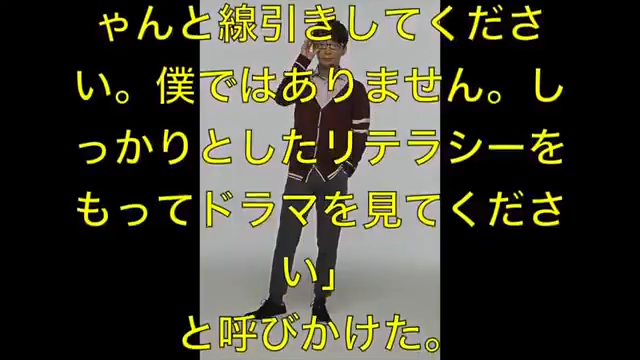 ゃんと線引きしてくださ
い。僕ではありません。し
っかりとしたリテラシーを
もってドラマを見てくださ
い」
と呼びかけた。